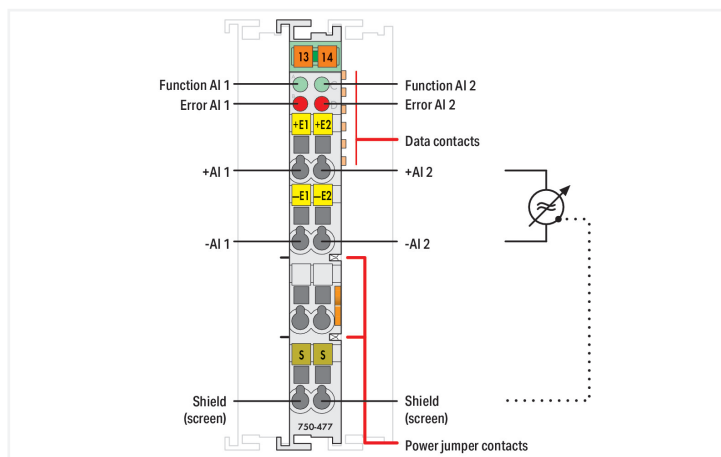 13 14
Function AI 1
C
Function AI 2
Error AI 1
D
Error AI 2
+E1 +E2
Data contacts
+AI 1
+AI 2
—E1 —E2
-AI 1
-AI 2
S S
Shield
(screen)
Shield
(screen)
750-477
Power jumper contacts